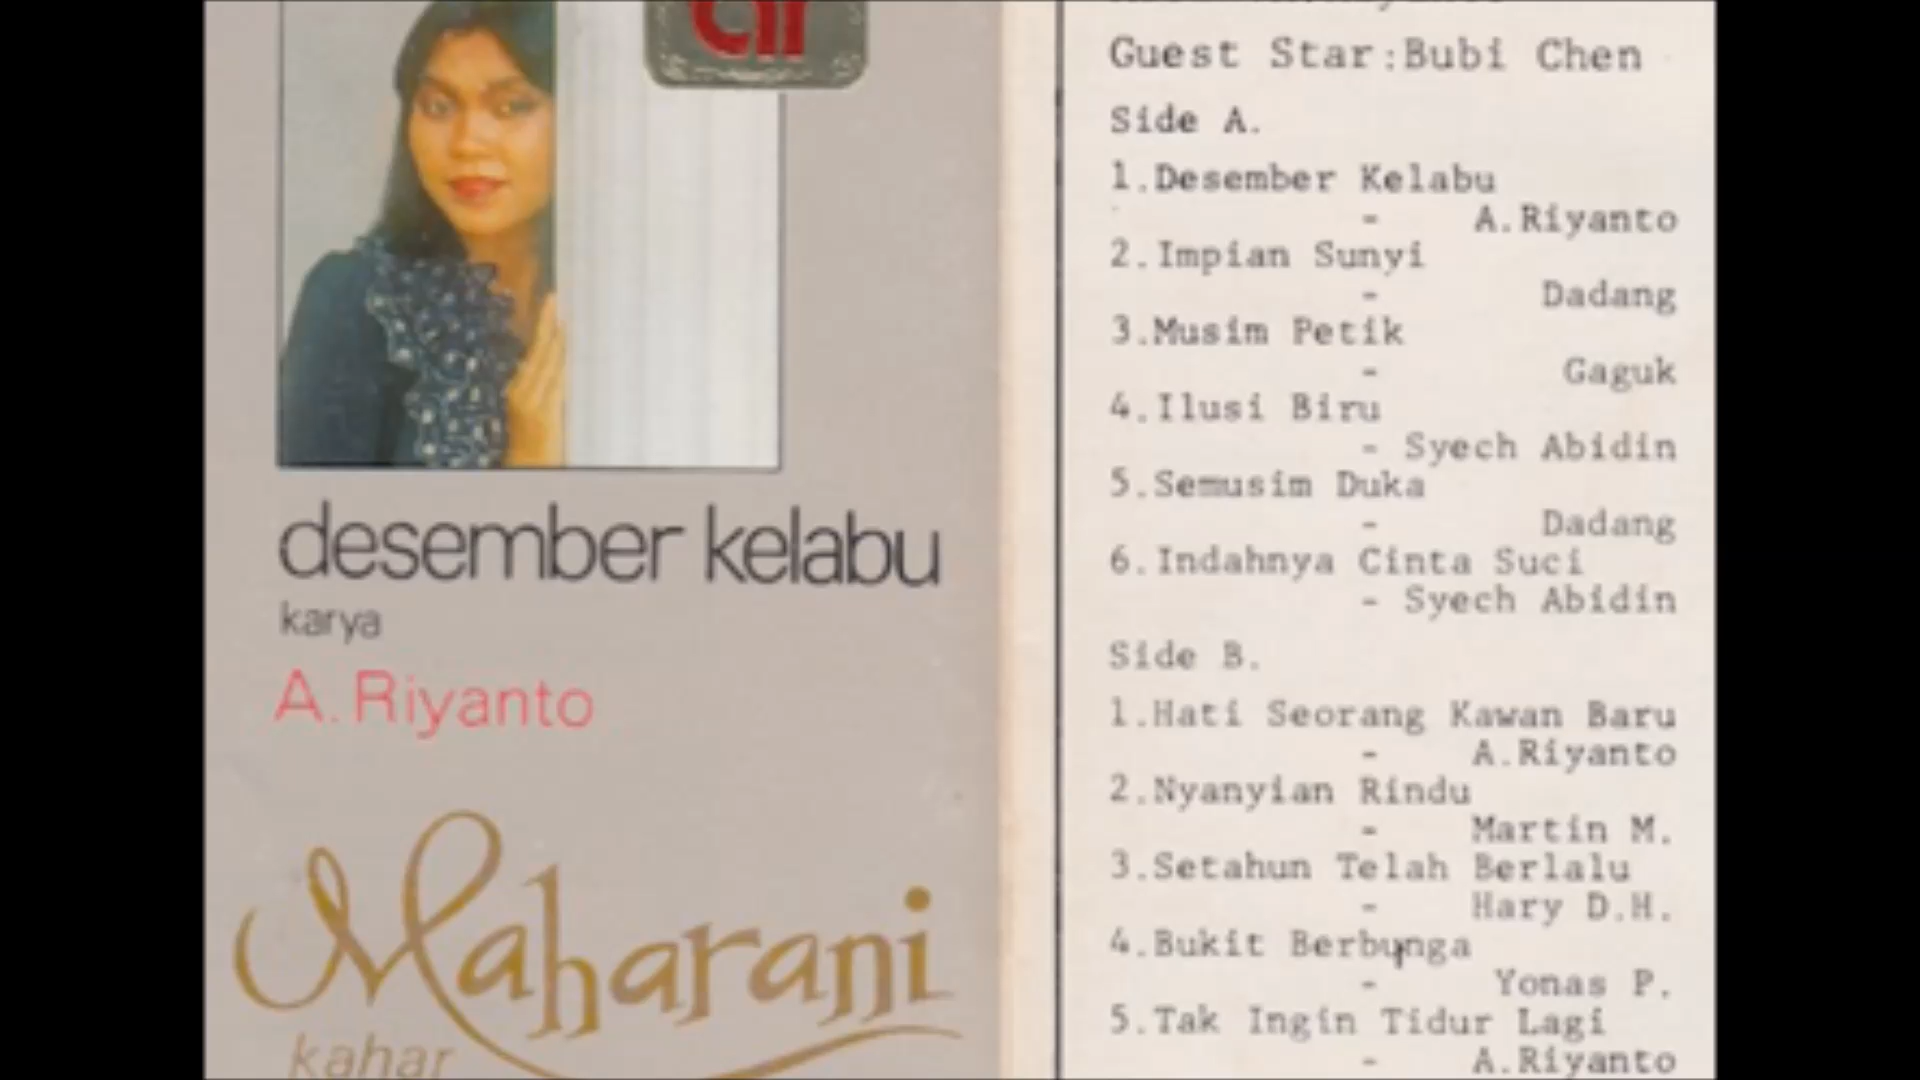 desember kelabu
karya
A. Riyanto
Maharani
kahar
Guest Star:Bubi Chen
Side A.
1.Desember Kelabu
- A.Riyanto
2.Impian Sunyi
- Dadang
3.Musim Petik
- Gaguk
4.Ilusi Biru
- Syech Abidin
5.Semusim Duka
- Dadang
6.Indahnya Cinta Suci
- Syech Abidin
Side B.
1.Hati Seorang Kawan Baru
- A.Riyanto
2.Nyanyian Rindu
- Martin M.
3.Setahun Telah Berlalu
- Hary D.H.
4.Bukit Berbunga
- Yonas P.
5.Tak Ingin Tidur Lagi
- A.Riyanto